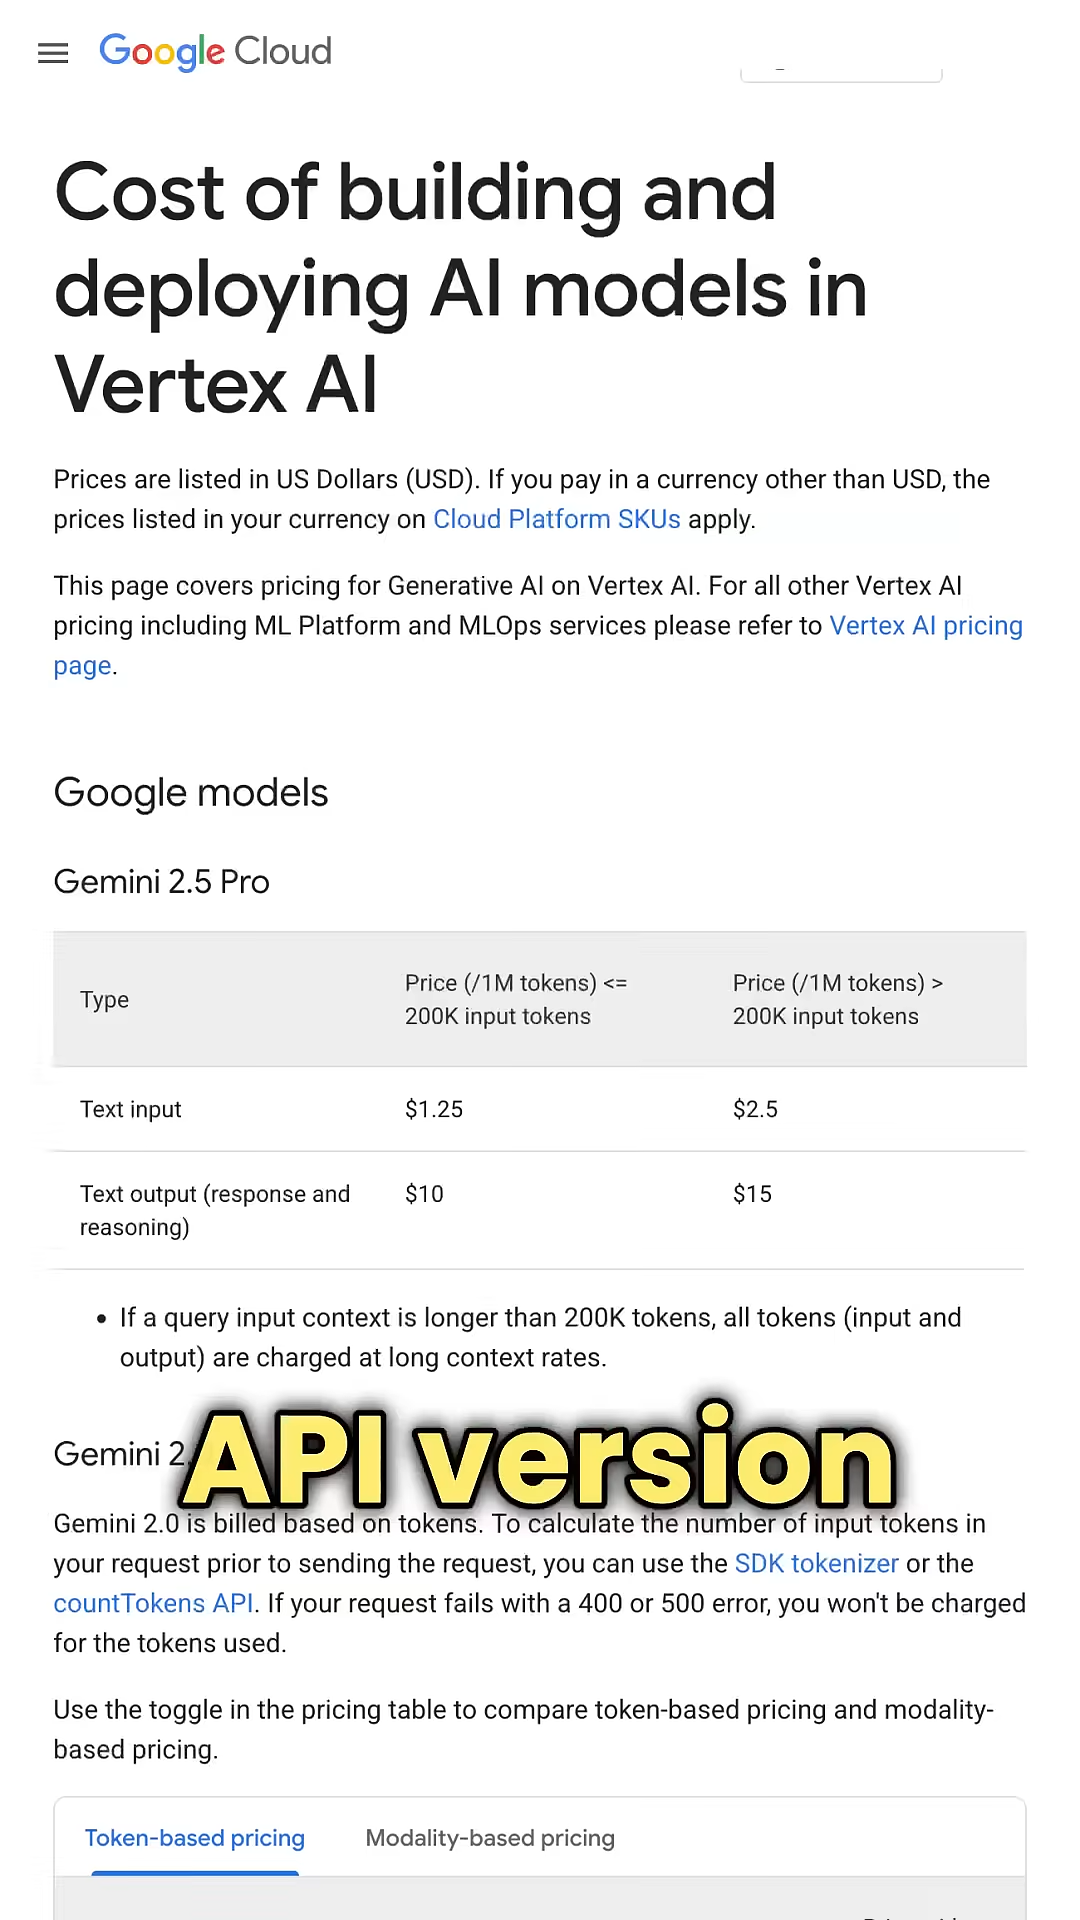 Google Cloud
Cost of building and
deploying AI models in
Vertex AI
Prices are listed in US Dollars (USD). If you pay in a currency other than USD, the
prices listed in your currency on Cloud Platform SKUs apply.
This page covers pricing for Generative AI on Vertex AI. For all other Vertex AI
pricing including ML Platform and MLOps services please refer to Vertex AI pricing
page.
Google models
Gemini 2.5 Pro
Type
Price (/1M tokens) <=
200K input tokens
Price (/1M tokens) >
200K input tokens
Text input
$1.25
$2.5
Text output (response and
reasoning)
$10
$15
• If a query input context is longer than 200K tokens, all tokens (input and
output) are charged at long context rates.
Gemini 2.
API version
Gemini 2.0 is billed based on tokens. To calculate the number of input tokens in
your request prior to sending the request, you can use the SDK tokenizer or the
countTokens API. If your request fails with a 400 or 500 error, you won't be charged
for the tokens used.
Use the toggle in the pricing table to compare token-based pricing and modality-
based pricing.
Token-based pricing
Modality-based pricing